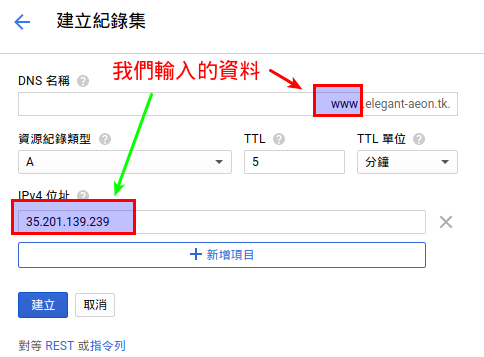 建立紀錄集
我們輸入的資料
DNS 名稱
www .elegant-aeon.tk.
資源紀錄類型 TTL TTL 單位
A 5 分鐘
IPv4 位址
35.201.139.239
新增項目
建立 取消
對等 REST 或指令列